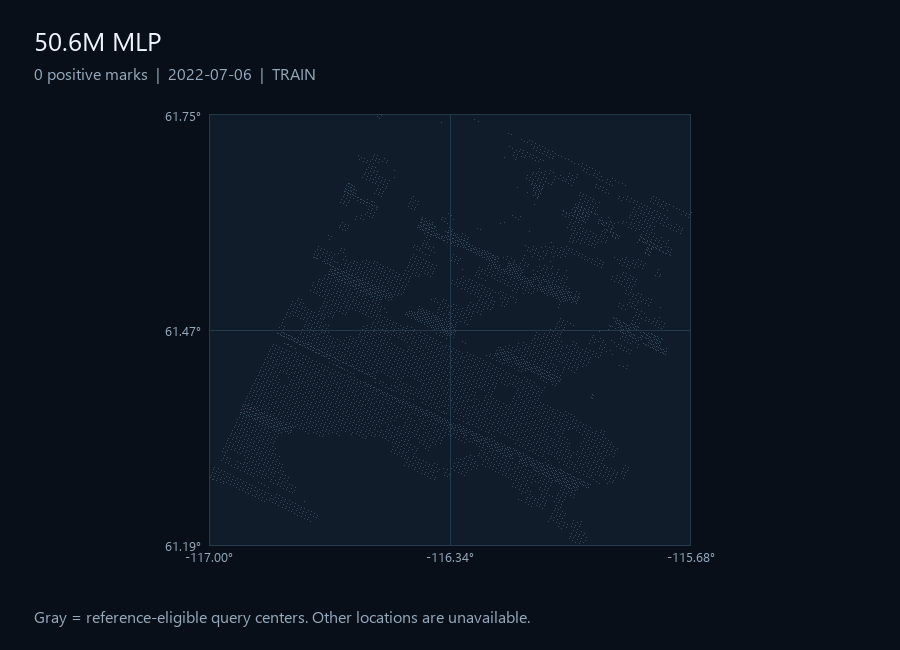 50.6M MLP
0 positive marks | 2022-07-06 | TRAIN
61.75°
61.47°
61.19°
-117.00°
-116.34°
-115.68°
Gray = reference-eligible query centers. Other locations are unavailable.